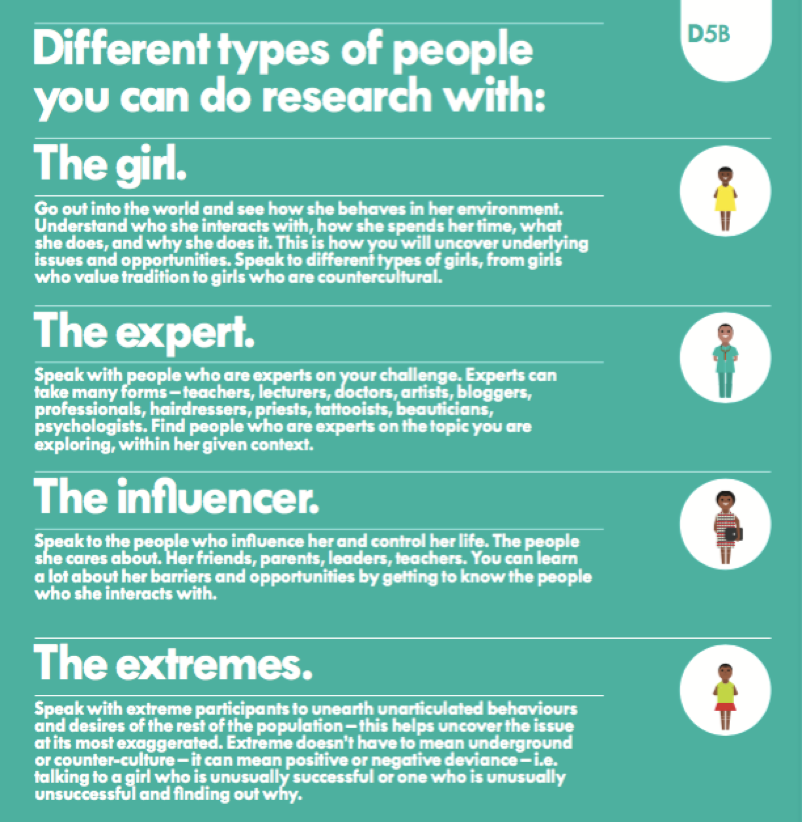 D5B
Different types of people
you can do research with:
The girl.
Go out into the world and see how she behaves in her environment.
Understand who she interacts with, how she spends her time, what
she does, and why she does it. This is how you will uncover underlying
issues and opportunities. Speak to different types of girls, from girls
who value tradition to girls who are countercultural.
The expert.
Speak with people who are experts on your challenge. Experts can
take many forms – teachers, lecturers, doctors, artists, bloggers,
professionals, hairdressers, priests, tattooists, beauticians,
psychologists. Find people who are experts on the topic you are
exploring, within her given context.
The influencer.
Speak to the people who influence her and control her life. The people
she cares about. Her friends, parents, leaders, teachers. You can learn
a lot about her barriers and opportunities by getting to know the people
who she interacts with.
The extremes.
Speak with extreme participants to unearth unarticulated behaviours
and desires of the rest of the population – this helps uncover the issue
at its most exaggerated. Extreme doesn't have to mean underground
or counter-culture – it can mean positive or negative deviance – i.e.
talking to a girl who is unusually successful or one who is unusually
unsuccessful and finding out why.